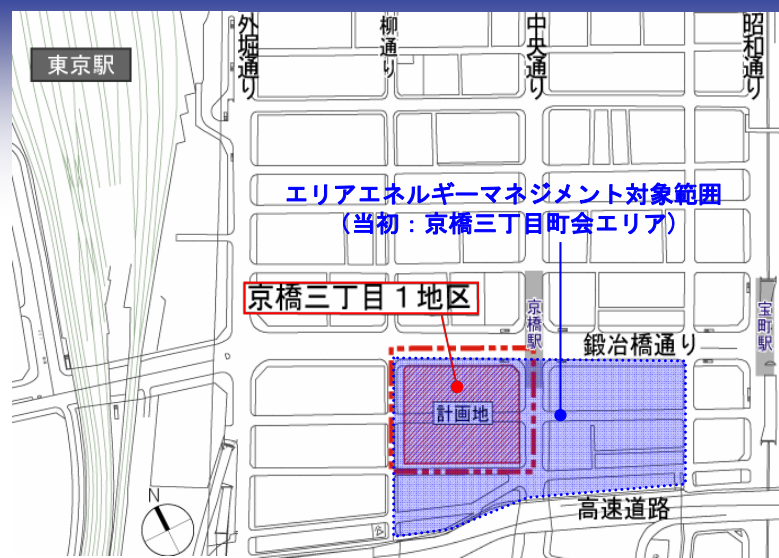 東京駅
外堀通り
柳通り
中央通り
昭和通り
エリアエネルギーマネジメント対象範囲
（当初：京橋三丁目町会エリア）
京橋三丁目１地区
京橋駅
宝町駅
鍛冶橋通り
計画地
高速道路
N